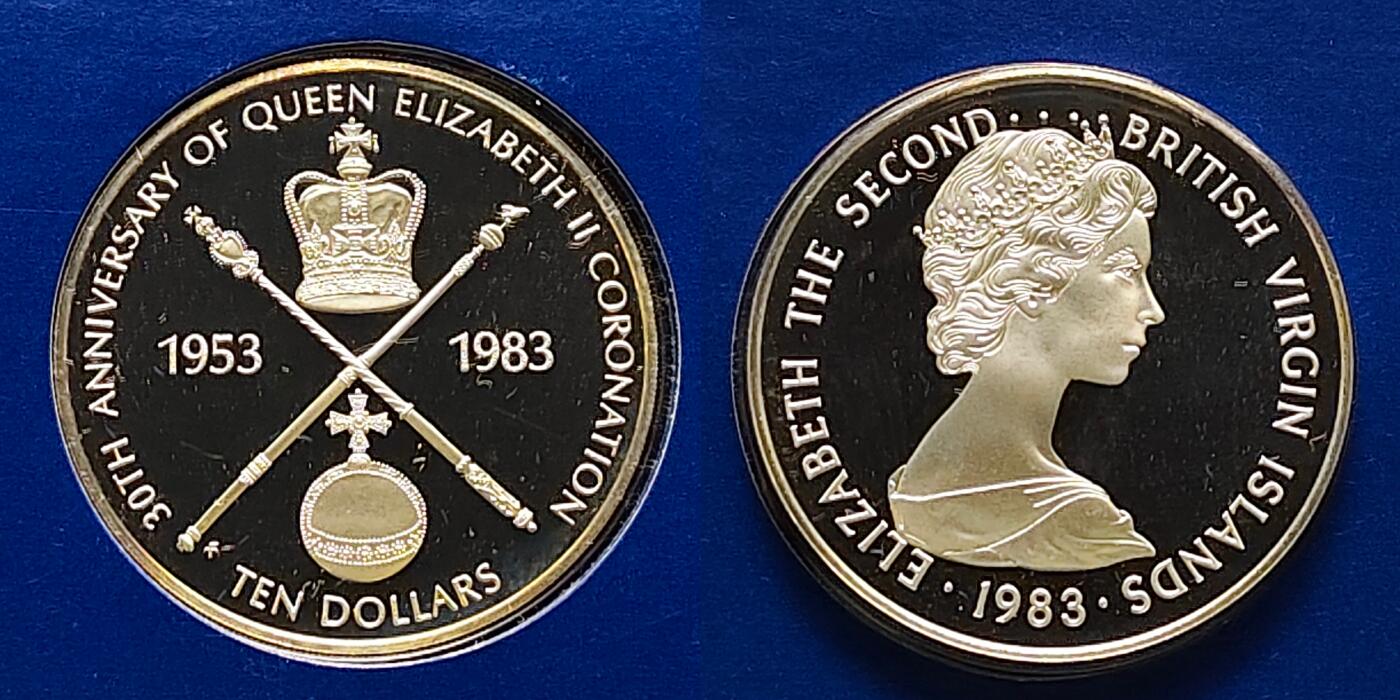 30TH ANNIVERSARY OF QUEEN ELIZABETH II CORONATION
1953
1983
TEN DOLLARS
ELIZABETH THE SECOND.....BRITISH VIRGIN ISLANDS
· 1983 ·